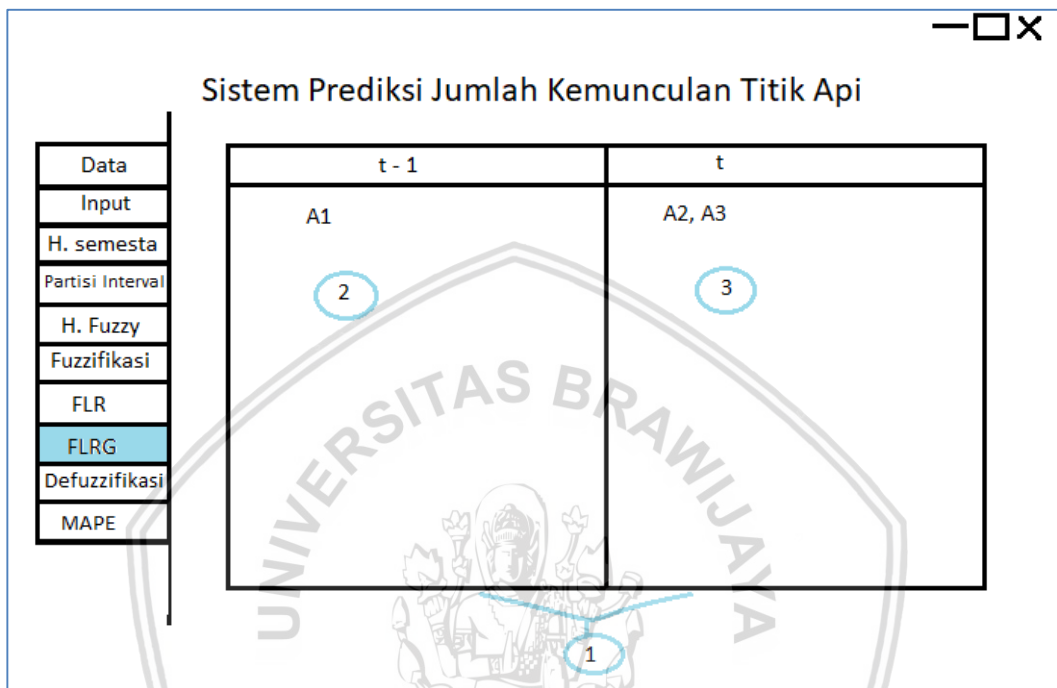 Sistem Prediksi Jumlah Kemunculan Titik Api
Data
Input
H. semesta
Partisi Interval
H. Fuzzy
Fuzzifikasi
FLR
FLRG
Defuzzifikasi
MAPE
t - 1
t
A1
A2, A3
2
3
1
UNIVERSITAS BRAWIJAYA